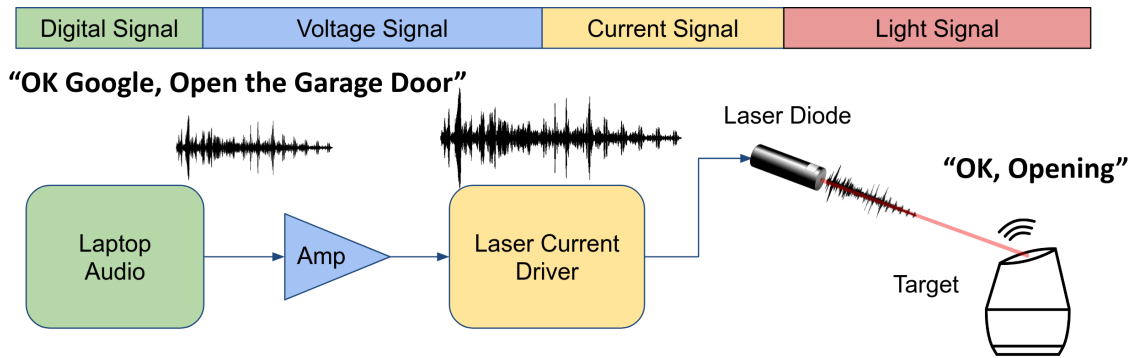 Digital Signal
Voltage Signal
Current Signal
Light Signal
“OK Google, Open the Garage Door”
Laser Diode
“OK, Opening”
Laptop
Audio
Amp
Laser Current
Driver
Target